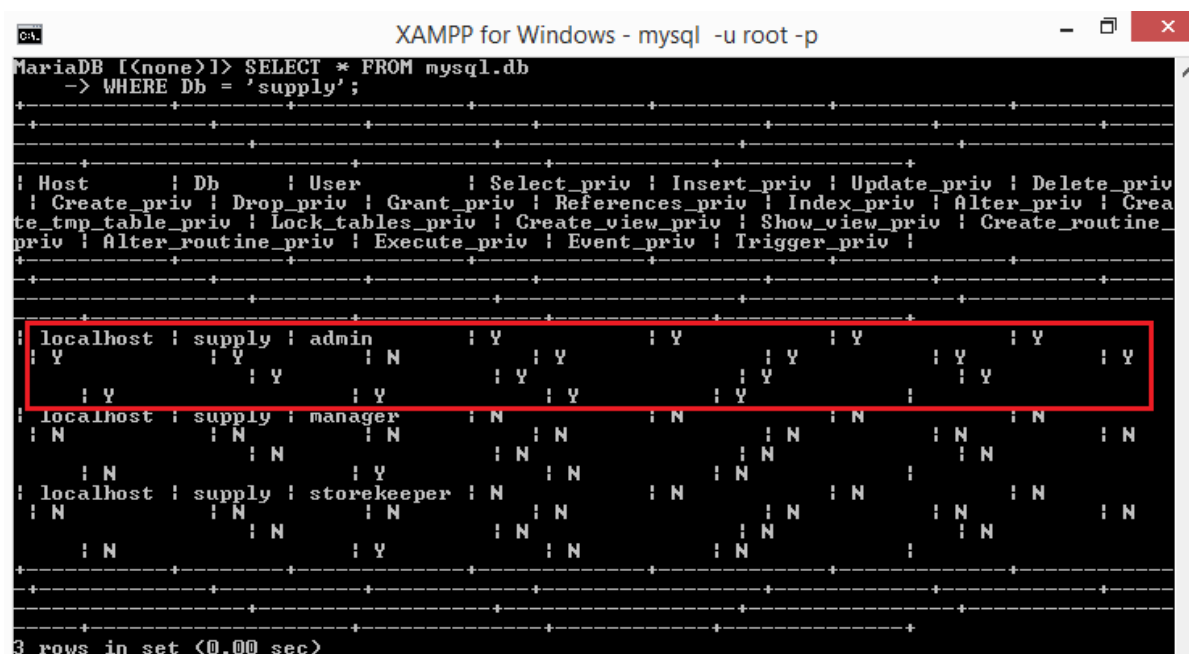 XAMPP for Windows - mysql -u root -p
MariaDB [(none)]> SELECT * FROM mysql.db
-> WHERE Db = 'supply';
| Host | Db | User | Select_priv | Insert_priv | Update_priv | Delete_priv
| Create_priv | Drop_priv | Grant_priv | References_priv | Index_priv | Alter_priv | Crea
te_tmp_table_priv | Lock_tables_priv | Create_view_priv | Show_view_priv | Create_routine_
priv | Alter_routine_priv | Execute_priv | Event_priv | Trigger_priv |
| localhost | supply | admin | Y | Y | Y | Y
| Y | Y | N | Y | Y | Y | Y
| Y | Y | Y | Y
| Y | Y | Y | Y |
| localhost | supply | manager | N | N | N | N
| N | N | N | N | N | N | N
| N | N | N | N
| N | Y | N | N |
| localhost | supply | storekeeper | N | N | N | N
| N | N | N | N | N | N | N
| N | N | N | N
| N | Y | N | N |
3 rows in set (0.00 sec)